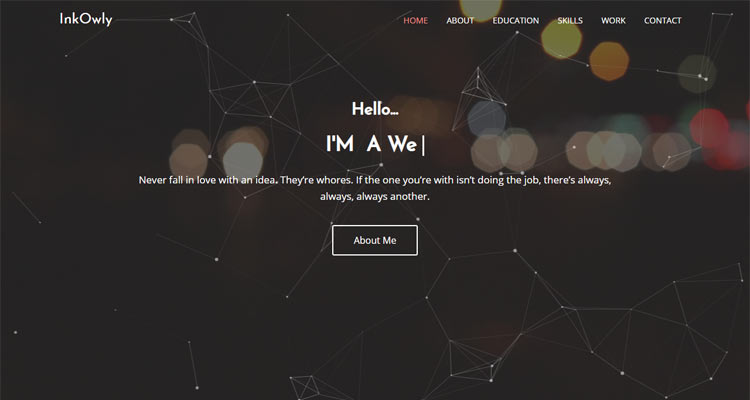 InkOwly
HOME ABOUT EDUCATION SKILLS WORK CONTACT
Hello...
I'M A We |
Never fall in love with an idea. They're whores. If the one you're with isn't doing the job, there's always,
always, always another.
About Me